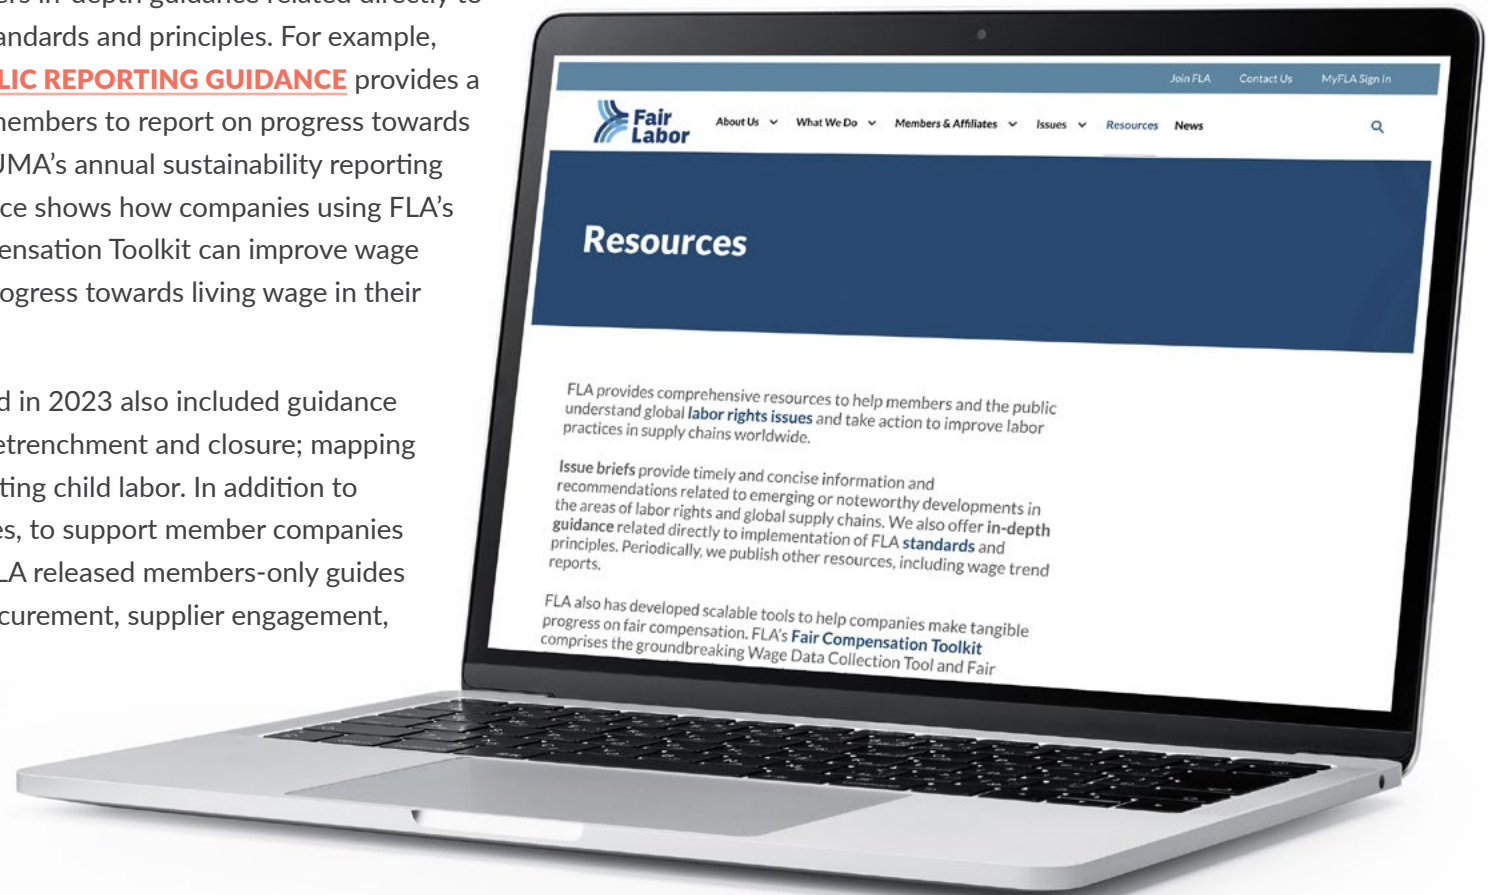 ers in-depth guidance related directly to
andards and principles. For example,
LIC REPORTING GUIDANCE provides a
members to report on progress towards
UMA's annual sustainability reporting
ce shows how companies using FLA's
ensation Toolkit can improve wage
ogress towards living wage in their
d in 2023 also included guidance
etrenchment and closure; mapping
ting child labor. In addition to
es, to support member companies
LA released members-only guides
curement, supplier engagement,
Join FLA Contact Us MyFLA Sign In
Fair
Labor
About Us What We Do Members & Affiliates Issues Resources News
Resources
FLA provides comprehensive resources to help members and the public
understand global labor rights issues and take action to improve labor
practices in supply chains worldwide.
Issue briefs provide timely and concise information and
recommendations related to emerging or noteworthy developments in
the areas of labor rights and global supply chains. We also offer in-depth
guidance related directly to implementation of FLA standards and
principles. Periodically, we publish other resources, including wage trend
reports.
FLA also has developed scalable tools to help companies make tangible
progress on fair compensation. FLA's Fair Compensation Toolkit
comprises the groundbreaking Wage Data Collection Tool and Fair